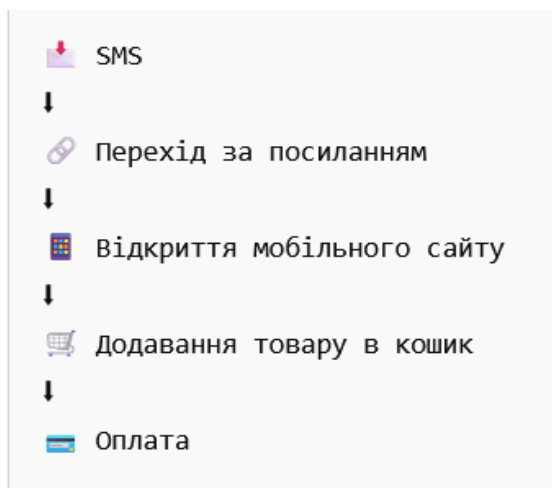 📩 SMS
⬇
🔗 Перехід за посиланням
⬇
📱 Відкриття мобільного сайту
⬇
🛒 Додавання товару в кошик
⬇
💳 Оплата